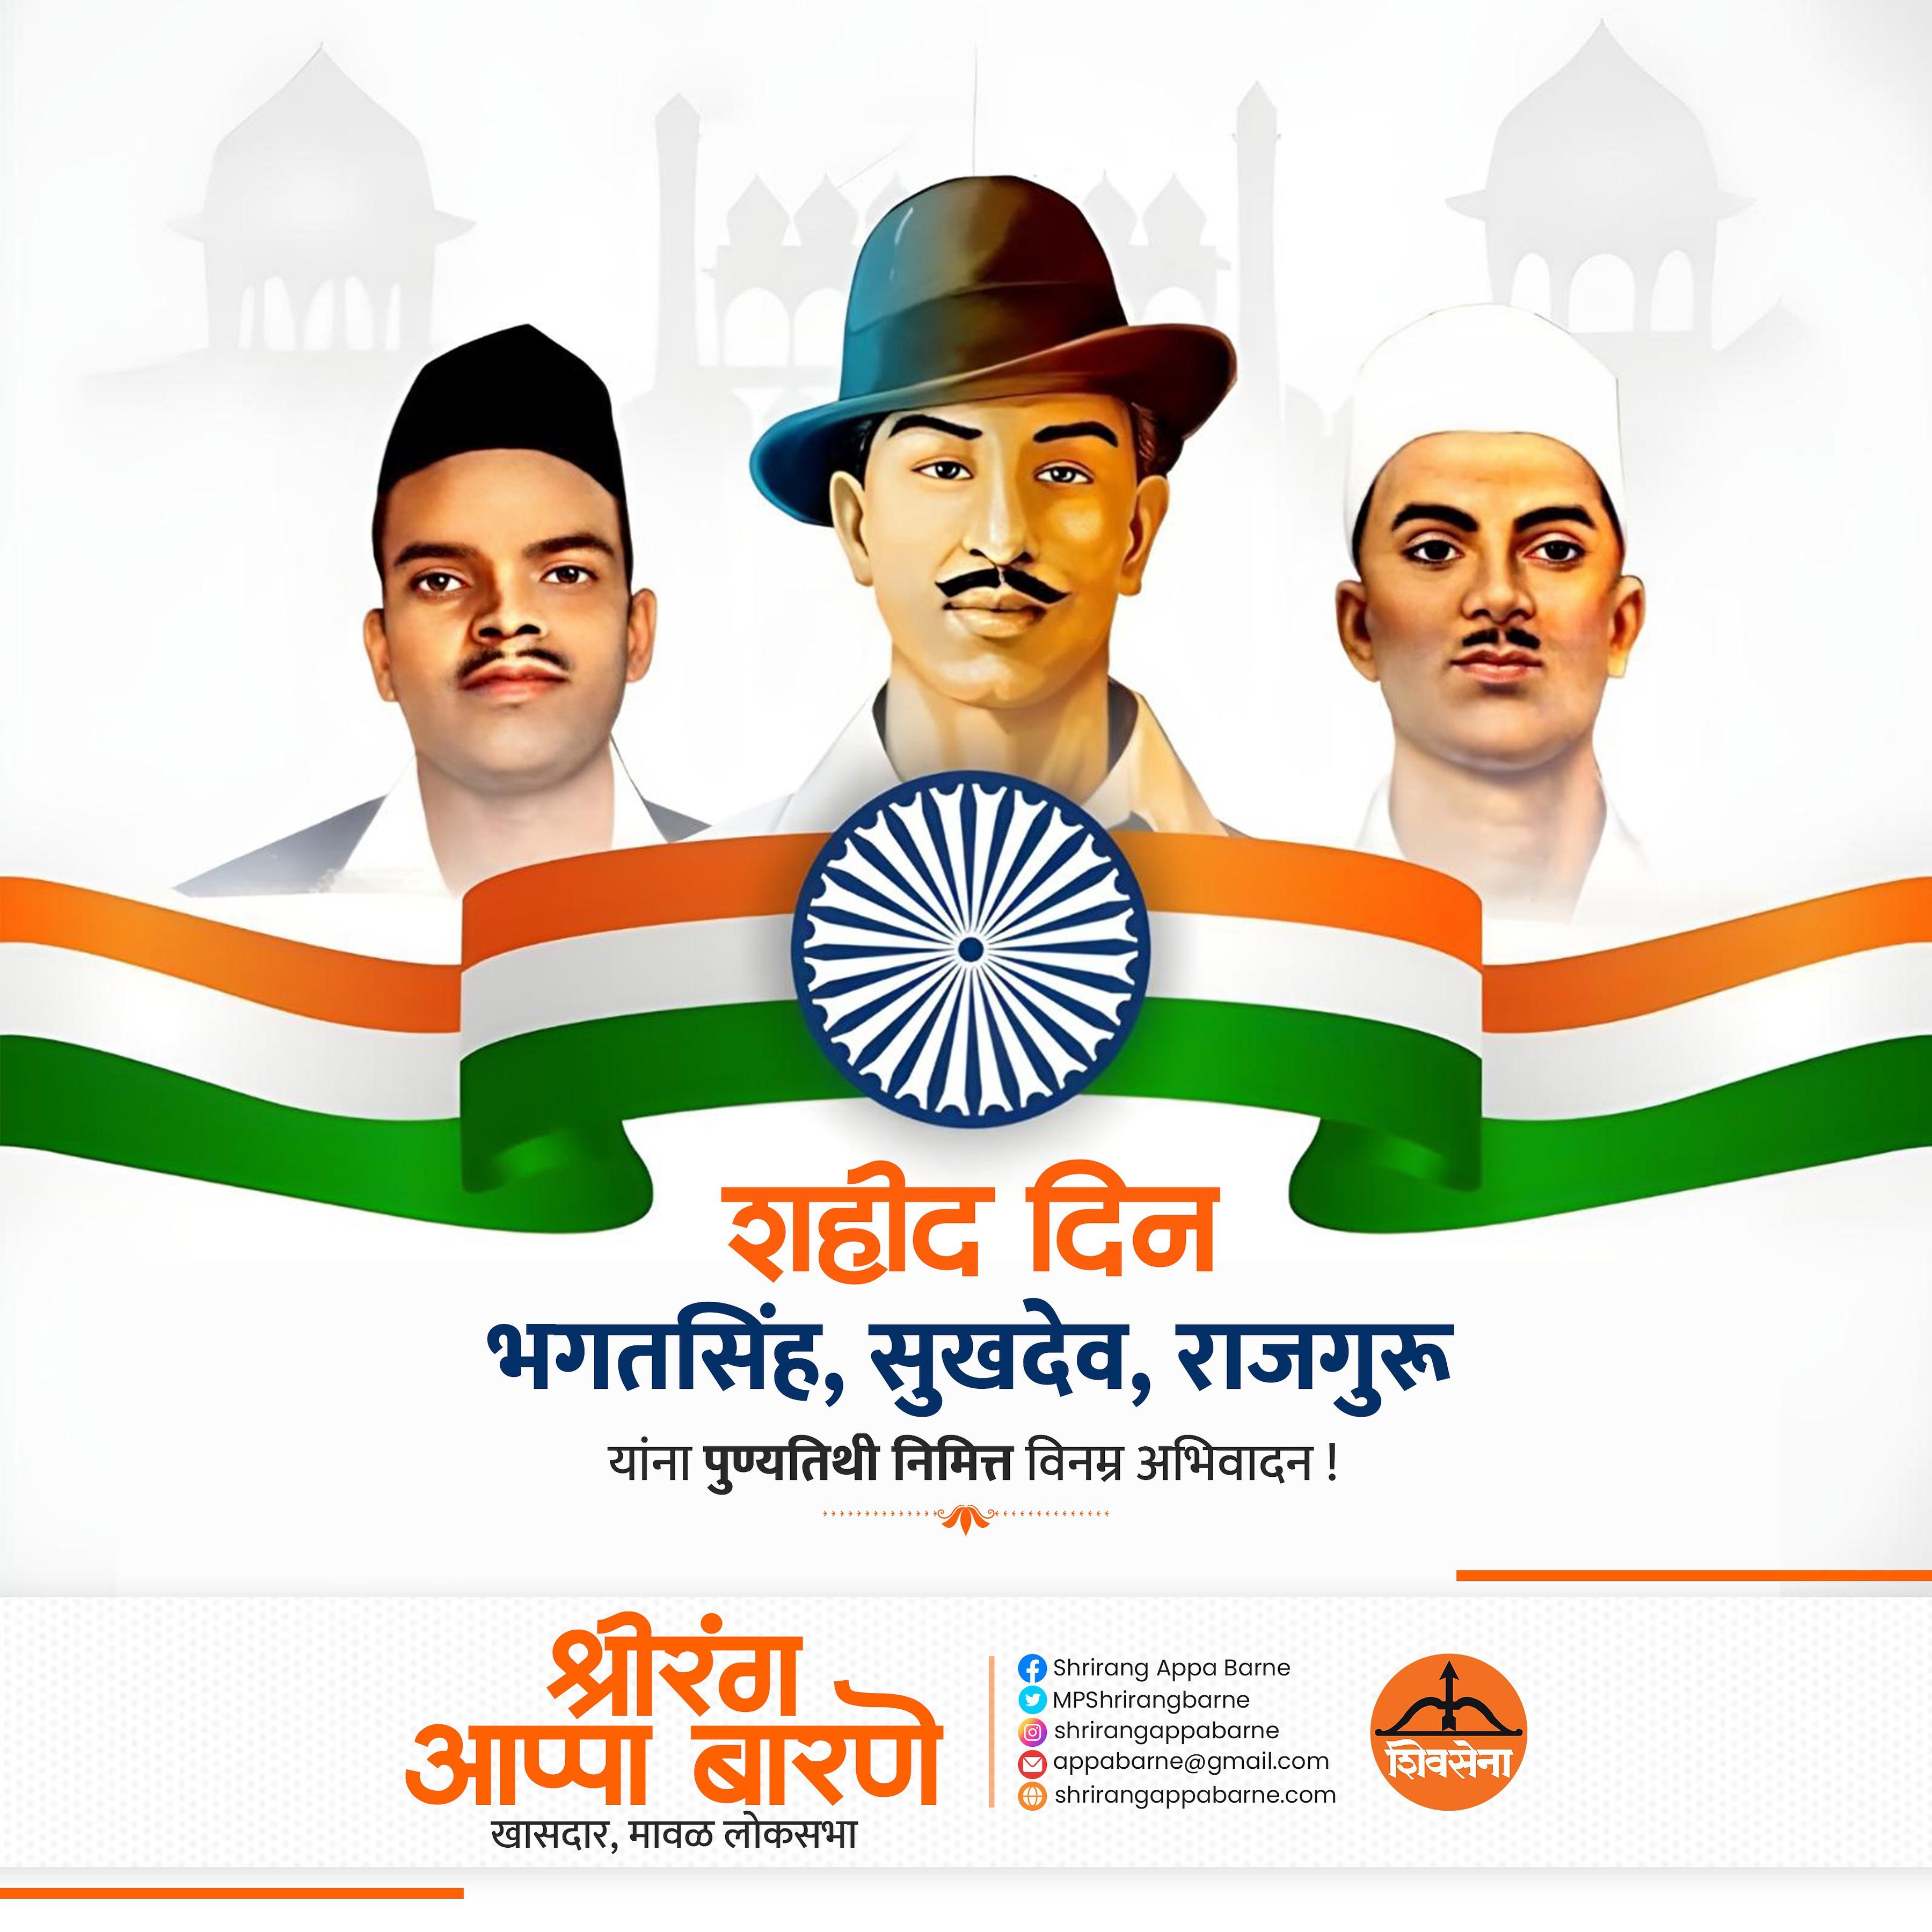 शहीद दिन
भगतसिंह, सुखदेव, राजगुरू
यांना पुण्यतिथी निमित्त विनम्र अभिवादन !
श्रीरंग
आप्पा बारणे
खासदार, मावळ लोकसभा
Shrirang Appa Barne
MPShrirangbarne
shrirangappabarne
appabarne@gmail.com
shrirangappabarne.com
शिवसेना